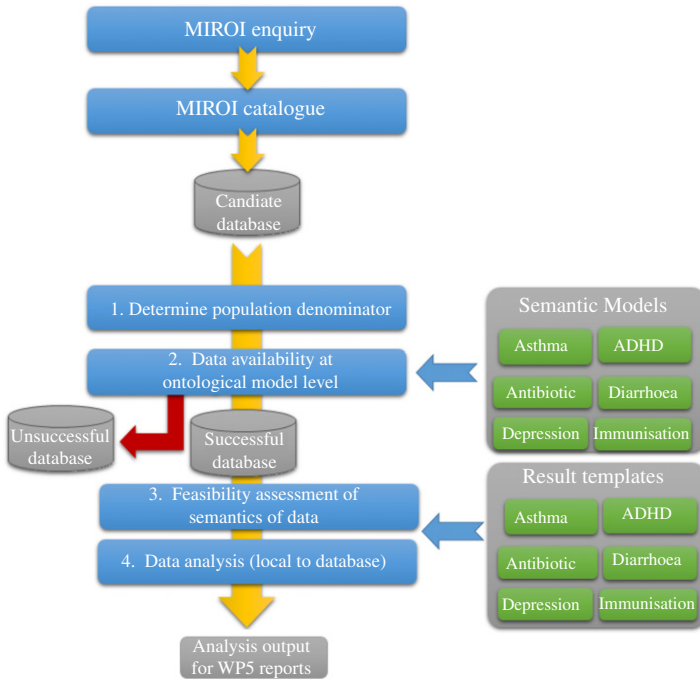 MIROI enquiry
MIROI catalogue
Candiate
database
1. Determine population denominator
2. Data availability at
ontological model level
Unsuccessful
database
Successful
database
3. Feasibility assessment of
semantics of data
4. Data analysis (local to database)
Analysis output
for WP5 reports
Semantic Models
Asthma
ADHD
Antibiotic
Diarrhoea
Depression
Immunisation
Result templates
Asthma
ADHD
Antibiotic
Diarrhoea
Depression
Immunisation